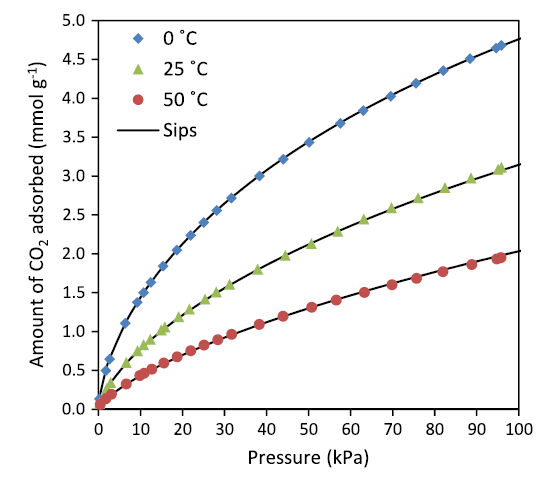 5.0
4.5
4.0
3.5
3.0
2.5
2.0
1.5
1.0
0.5
0.0
Amount of CO2 adsorbed (mmol g-1)
0 ˚C
25 ˚C
50 ˚C
Sips
0 10 20 30 40 50 60 70 80 90 100
Pressure (kPa)